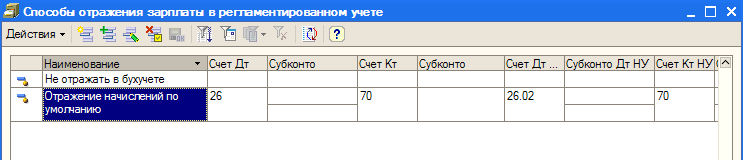 Способы отражения зарплаты в регламентированном учете
Действия
Наименование Счет Дт Субконто Счет Кт Субконто Счет Дт ... Субконто Дт НУ Счет Кт НУ
Не отражать в бухучете
Отражение начислений по умолчанию 26 70 26.02 70